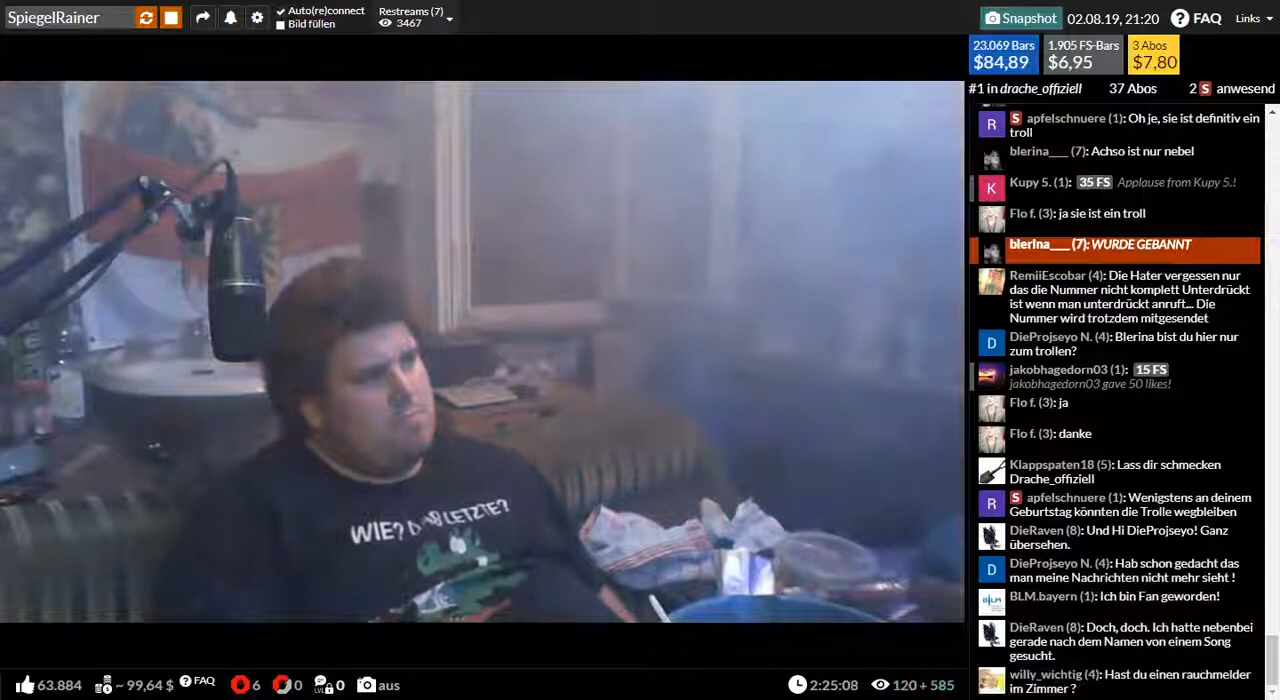 SpiegelRainer
Auto(re)connect
Bild füllen
Restreams (7)
3467
Snapshot
02.08.19, 21:20
? FAQ
Links
23.069 Bars
$84,89
1.905 FS-Bars
$6,95
3 Abos
$7,80
#1 in drache_offiziell
37 Abos
2 S anwesend
R
S apfelschnuere (1): Oh je, sie ist definitiv ein
troll
blerina___ (7): Achso ist nur nebel
K
Kupy 5. (1): 35 FS Applause from Kupy 5.!
Flo f. (3): ja sie ist ein troll
blerina___ (7): WURDE GEBANNT
RemiiEscobar (4): Die Hater vergessen nur
das die Nummer nicht komplett Unterdrückt
ist wenn man unterdrückt anruft... Die
Nummer wird trotzdem mitgesendet
D
DieProjseyo N. (4): Blerina bist du hier nur
zum trollen?
jakobhagedorn03 (1): 15 FS
jakobhagedorn03 gave 50 likes!
Flo f. (3): ja
Flo f. (3): danke
Klappspaten18 (5): Lass dir schmecken
Drache_offiziell
R
S apfelschnuere (1): Wenigstens an deinem
Geburtstag könnten die Trolle wegbleiben
DieRaven (8): Und Hi DieProjseyo! Ganz
übersehen.
D
DieProjseyo N. (4): Hab schon gedacht das
man meine Nachrichten nicht mehr sieht !
BLM
BLM.bayern (1): Ich bin Fan geworden!
DieRaven (8): Doch, doch. Ich hatte nebenbei
gerade nach dem Namen von einem Song
gesucht.
willy_wichtig (4): Hast du einen rauchmelder
im Zimmer ?
WIE?
LETZTE?
63.884
~ 99,64 $
? FAQ
6
LVL
0
aus
2:25:08
120 + 585